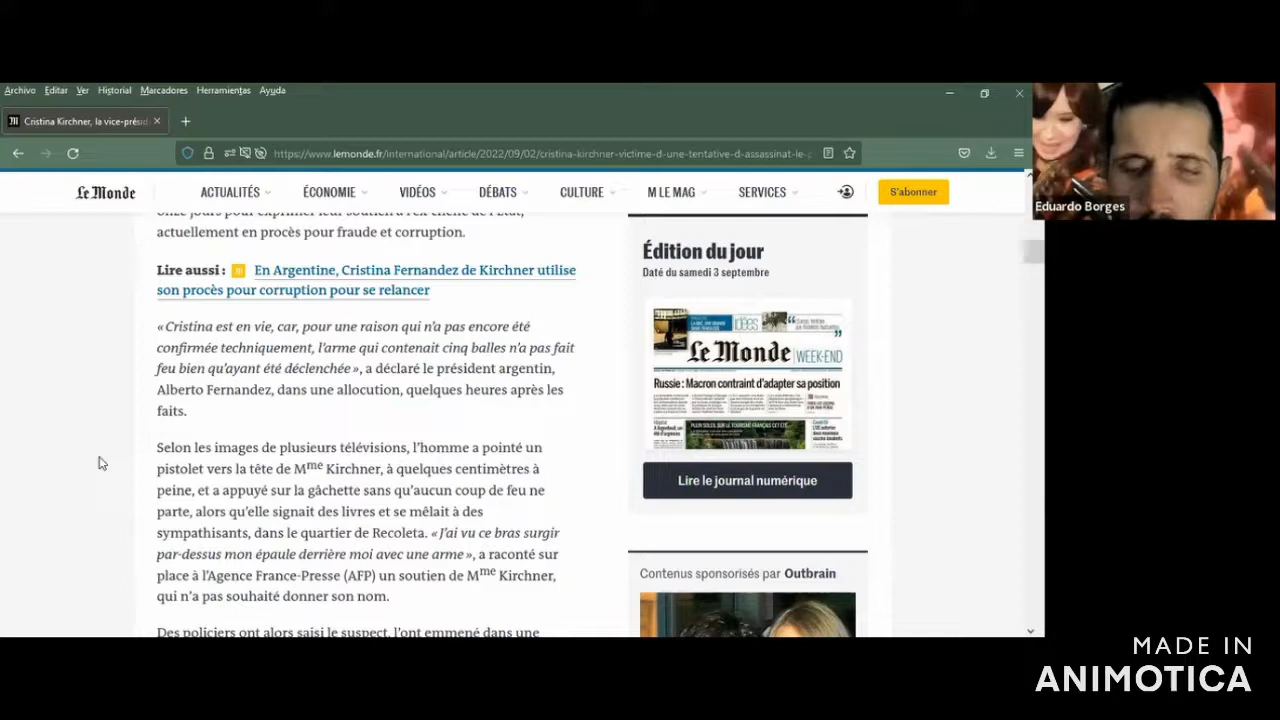 Archivo Editar Ver Historial Marcadores Herramientas Ayuda
Cristina Kirchner, la vice-présid
https://www.lemonde.fr/international/article/2022/09/02/cristina-kirchner-victime-d-une-tentative-d-assassinat-le-p
Eduardo Borges
Le Monde
ACTUALITÉS ÉCONOMIE VIDÉOS DÉBATS CULTURE M LE MAG SERVICES S'abonner
onze jours pour exprimer leur soutien à l'ex-cheffe de l'Etat,
actuellement en procès pour fraude et corruption.
Lire aussi : En Argentine, Cristina Fernandez de Kirchner utilise
son procès pour corruption pour se relancer
« Cristina est en vie, car, pour une raison qui n'a pas encore été
confirmée techniquement, l'arme qui contenait cinq balles n'a pas fait
feu bien qu'ayant été déclenchée », a déclaré le président argentin,
Alberto Fernandez, dans une allocution, quelques heures après les
faits.
Selon les images de plusieurs télévisions, l'homme a pointé un
pistolet vers la tête de Mme Kirchner, à quelques centimètres à
peine, et a appuyé sur la gâchette sans qu'aucun coup de feu ne
parte, alors qu'elle signait des livres et se mêlait à des
sympathisants, dans le quartier de Recoleta. « J'ai vu ce bras surgir
par-dessus mon épaule derrière moi avec une arme », a raconté sur
place à l'Agence France-Presse (AFP) un soutien de Mme Kirchner,
qui n'a pas souhaité donner son nom.
Des policiers ont alors saisi le suspect, l'ont emmené dans une
Édition du jour
Daté du samedi 3 septembre
idées
Le Monde WEEK-END
Russie : Macron contraint d'adapter sa position
Lire le journal numérique
Contenus sponsorisés par Outbrain
MADE IN
ANIMOTICA